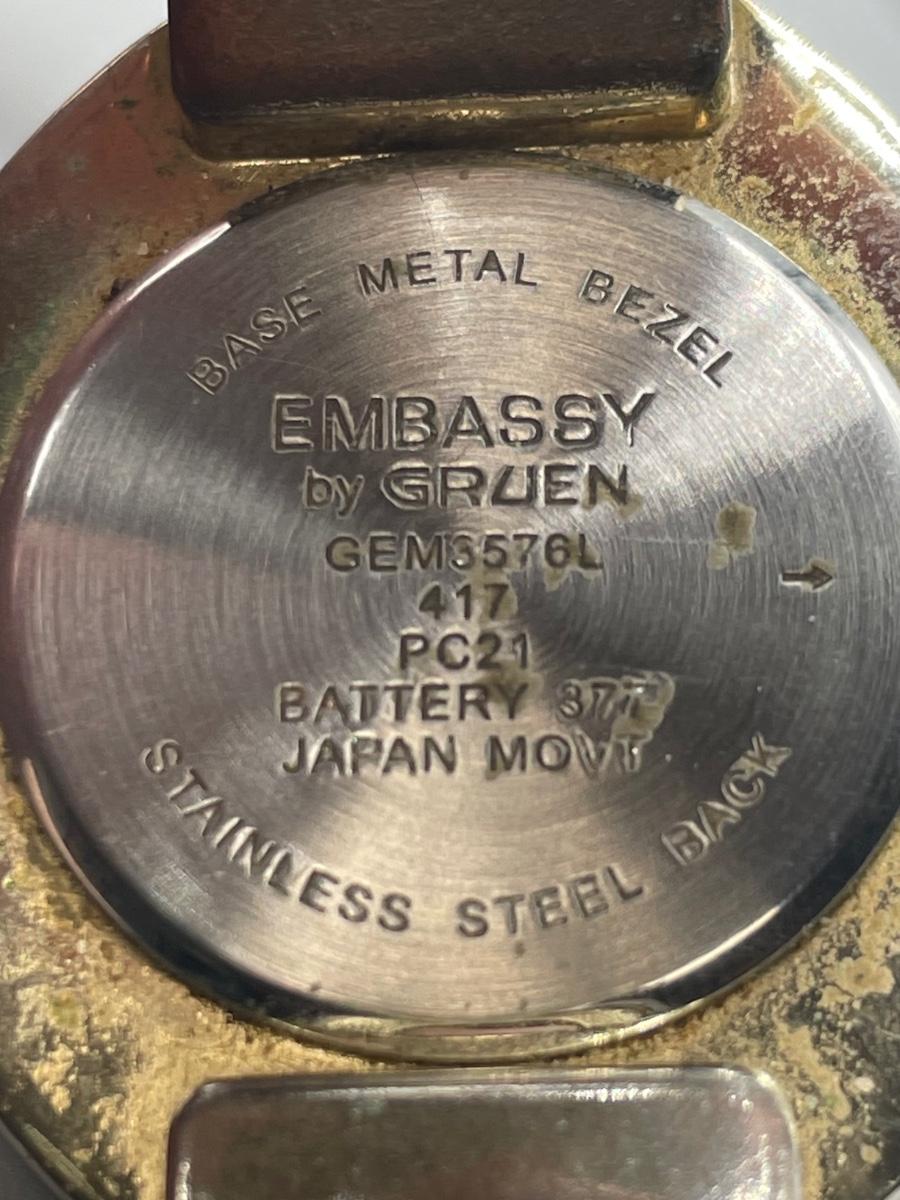 BASE METAL BEZEL
EMBASSY
by GRUEN
GEM3576L
417
PC21
BATTERY 377
JAPAN MOVT
STAINLESS STEEL BACK